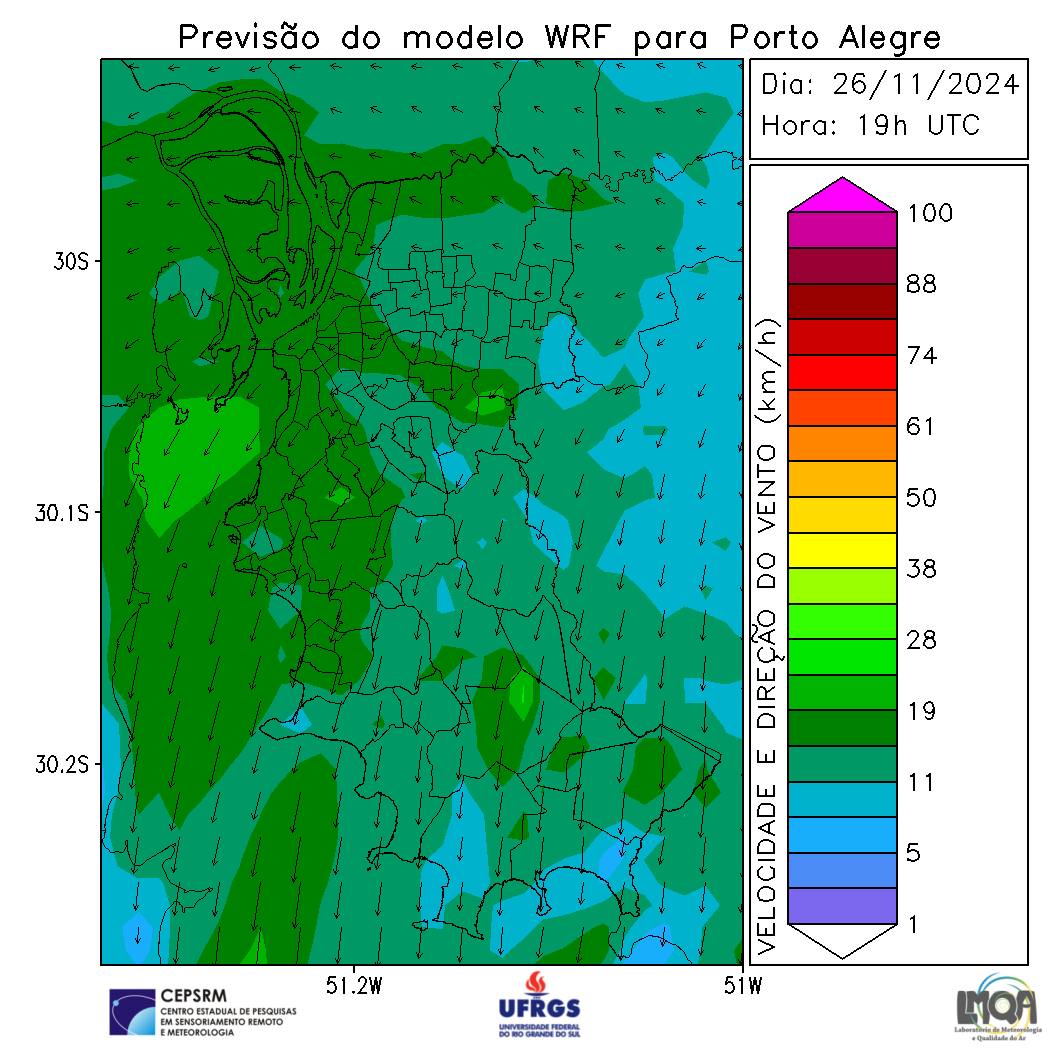 Previsão do modelo WRF para Porto Alegre
Dia: 26/11/2024
Hora: 19h UTC
30S
30.1S
30.2S
51.2W
51W
VELOCIDADE E DIREÇÃO DO VENTO (km/h)
100
88
74
61
50
38
28
19
11
5
1
CEPSRM
CENTRO ESTADUAL DE PESQUISAS
EM SENSORIAMENTO REMOTO
E METEOROLOGIA
UFRGS
UNIVERSIDADE FEDERAL
DO RIO GRANDE DO SUL
LMQA
Laboratório de Meteorologia
e Qualidade do Ar